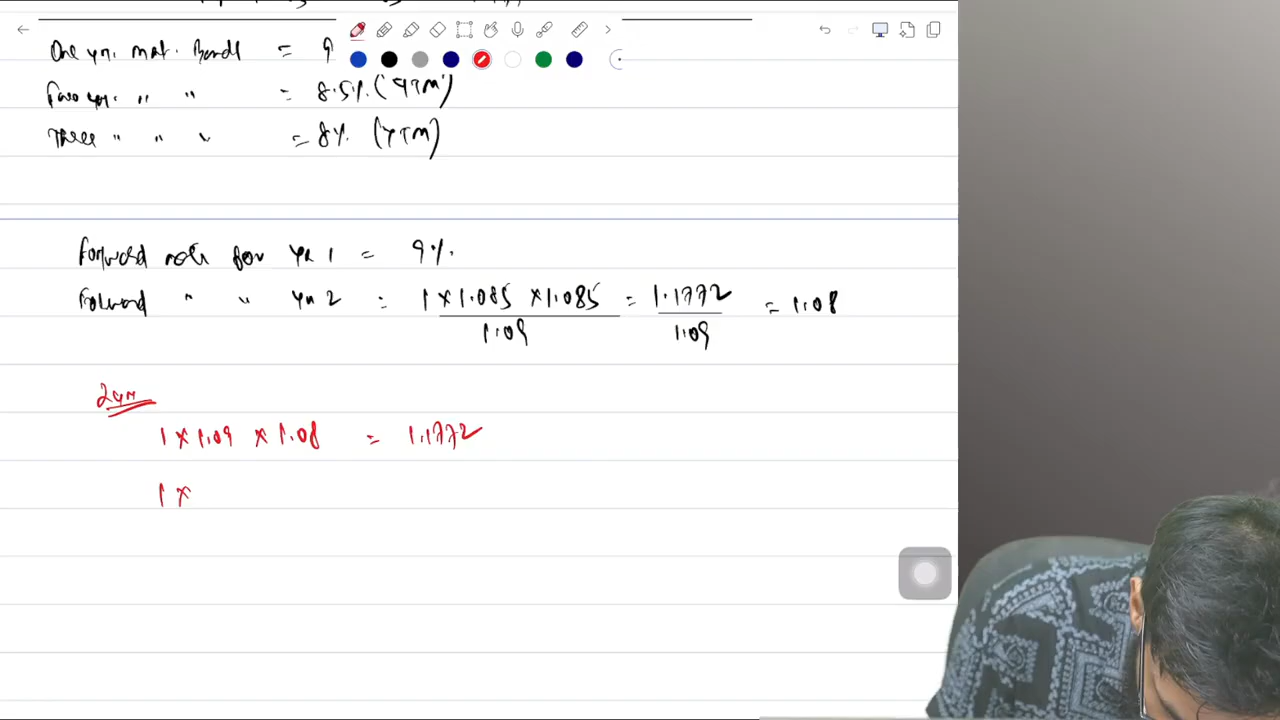 One yr. mat. Bond = 9
Two yr. " " = 8.5% (YTM)
Three " " " = 8% (YTM)
Forward rate for yr 1 = 9%
Forward " " yr 2 = 1 × 1.085 × 1.085 / 1.09 = 1.1772 / 1.09 = 1.08
2yr
1 × 1.09 × 1.08 = 1.1772
1 ×